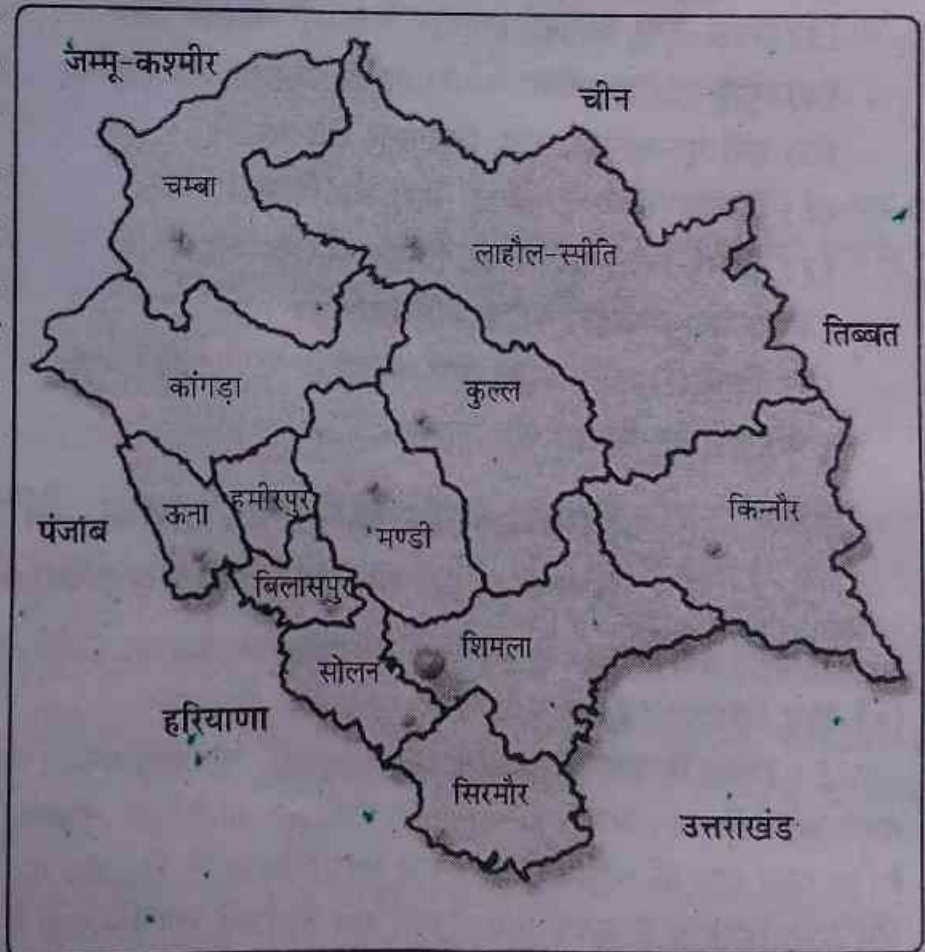 जम्मू-कश्मीर
चीन
चम्बा
लाहौल-स्पीति
तिब्बत
कांगड़ा
कुल्ल
हमीरपुर
ऊना
किन्नौर
पंजांब
मण्डी
बिलासपुर
शिमला
सोलन
हरियाणा
सिरमौर
उत्तराखंड